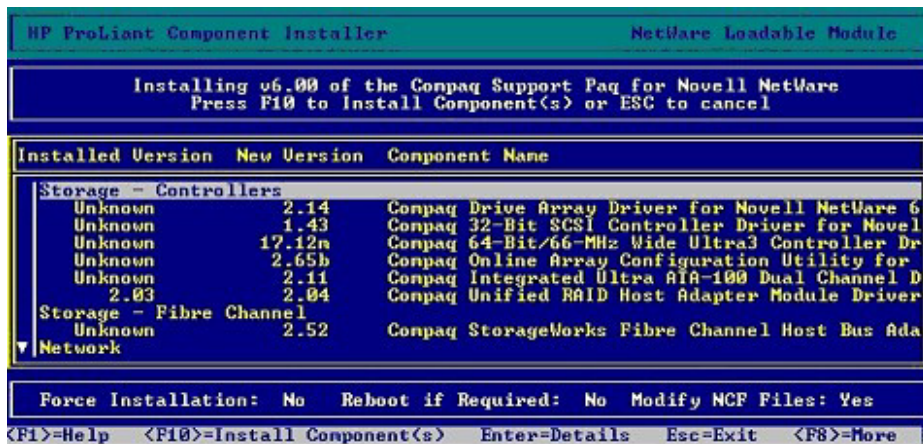 HP ProLiant Component Installer NetWare Loadable Module
Installing v6.00 of the Compaq Support Paq for Novell NetWare
Press F10 to Install Component(s) or ESC to cancel
Installed Version New Version Component Name
Storage - Controllers
Unknown 2.14 Compaq Drive Array Driver for Novell NetWare 6
Unknown 1.43 Compaq 32-Bit SCSI Controller Driver for Novel
Unknown 17.12m Compaq 64-Bit/66-MHz Wide Ultra3 Controller Dr
Unknown 2.65b Compaq Online Array Configuration Utility for
Unknown 2.11 Compaq Integrated Ultra ATA-100 Dual Channel D
2.03 2.04 Compaq Unified RAID Host Adapter Module Driver
Storage - Fibre Channel
Unknown 2.52 Compaq StorageWorks Fibre Channel Host Bus Ada
Network
Force Installation: No Reboot if Required: No Modify NCF Files: Yes
<F1>=Help <F10>=Install Component(s) Enter=Details Esc=Exit <F8>=More